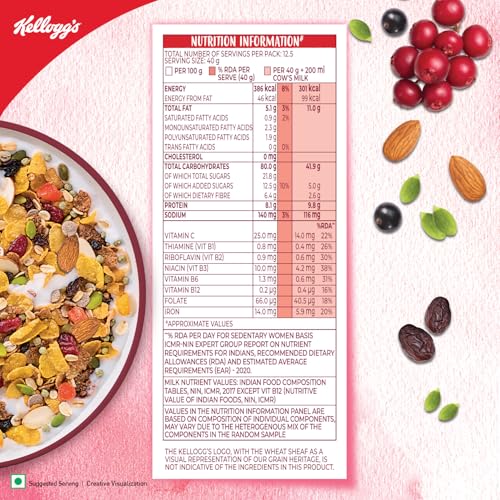 Kellogg's
NUTRITION INFORMATION#
TOTAL NUMBER OF SERVINGS PER PACK: 12.5
SERVING SIZE: 40 g
PER 100 g % RDA PER SERVE (40 g) PER 40 g + 200 ml COW'S MILK
ENERGY 386 kcal 8% 301 kcal
ENERGY FROM FAT 46 kcal 99 kcal
TOTAL FAT 5.1 g 3% 11.0 g
SATURATED FATTY ACIDS 0.9 g 2%
MONOUNSATURATED FATTY ACIDS 2.3 g
POLYUNSATURATED FATTY ACIDS 1.9 g
TRANS FATTY ACIDS 0 g 0%
CHOLESTEROL 0 mg
TOTAL CARBOHYDRATES 80.0 g 41.9 g
OF WHICH TOTAL SUGARS 21.8 g
OF WHICH ADDED SUGARS 12.5 g 10% 5.0 g
OF WHICH DIETARY FIBRE 6.4 g 2.6 g
PROTEIN 8.1 g 9.8 g
SODIUM 140 mg 3% 116 mg
%RDA*
VITAMIN C 25.0 mg 14.0 mg 22%
THIAMINE (VIT B1) 0.8 mg 0.4 mg 26%
RIBOFLAVIN (VIT B2) 0.9 mg 0.6 mg 30%
NIACIN (VIT B3) 10.0 mg 4.2 mg 38%
VITAMIN B6 1.3 mg 0.6 mg 31%
VITAMIN B12 0.2 µg 0.4 µg 16%
FOLATE 66.0 µg 40.5 µg 18%
IRON 14.0 mg 5.9 mg 20%
#APPROXIMATE VALUES
*% RDA PER DAY FOR SEDENTARY WOMEN BASIS
ICMR-NIN EXPERT GROUP REPORT ON NUTRIENT
REQUIREMENTS FOR INDIANS, RECOMMENDED DIETARY
ALLOWANCES (RDA) AND ESTIMATED AVERAGE
REQUIREMENTS (EAR) - 2020.
MILK NUTRIENT VALUES: INDIAN FOOD COMPOSITION
TABLES, NIN, ICMR, 2017 EXCEPT VIT B12 (NUTRITIVE
VALUE OF INDIAN FOODS, NIN, ICMR)
VALUES IN THE NUTRITION INFORMATION PANEL ARE
BASED ON COMPOSITION OF INDIVIDUAL COMPONENTS,
MAY VARY DUE TO THE HETEROGENOUS MIX OF THE
COMPONENTS IN THE RANDOM SAMPLE
THE KELLOGG'S LOGO, WITH THE WHEAT SHEAF AS A
VISUAL REPRESENTATION OF OUR GRAIN HERITAGE, IS
NOT INDICATIVE OF THE INGREDIENTS IN THIS PRODUCT.
Suggested Serving | Creative Visualization